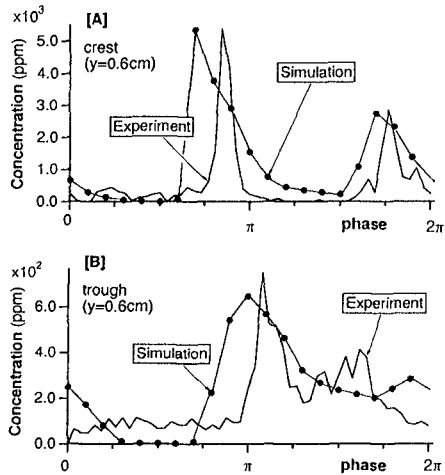 [A]
×10³
crest
(y=0.6cm)
5.0
4.0
3.0
2.0
1.0
0.0
Concentration (ppm)
Experiment
Simulation
0
π
phase
2π
[B]
×10²
trough
(y=0.6cm)
6.0
4.0
2.0
0.0
Concentration (ppm)
Simulation
Experiment
0
π
phase
2π